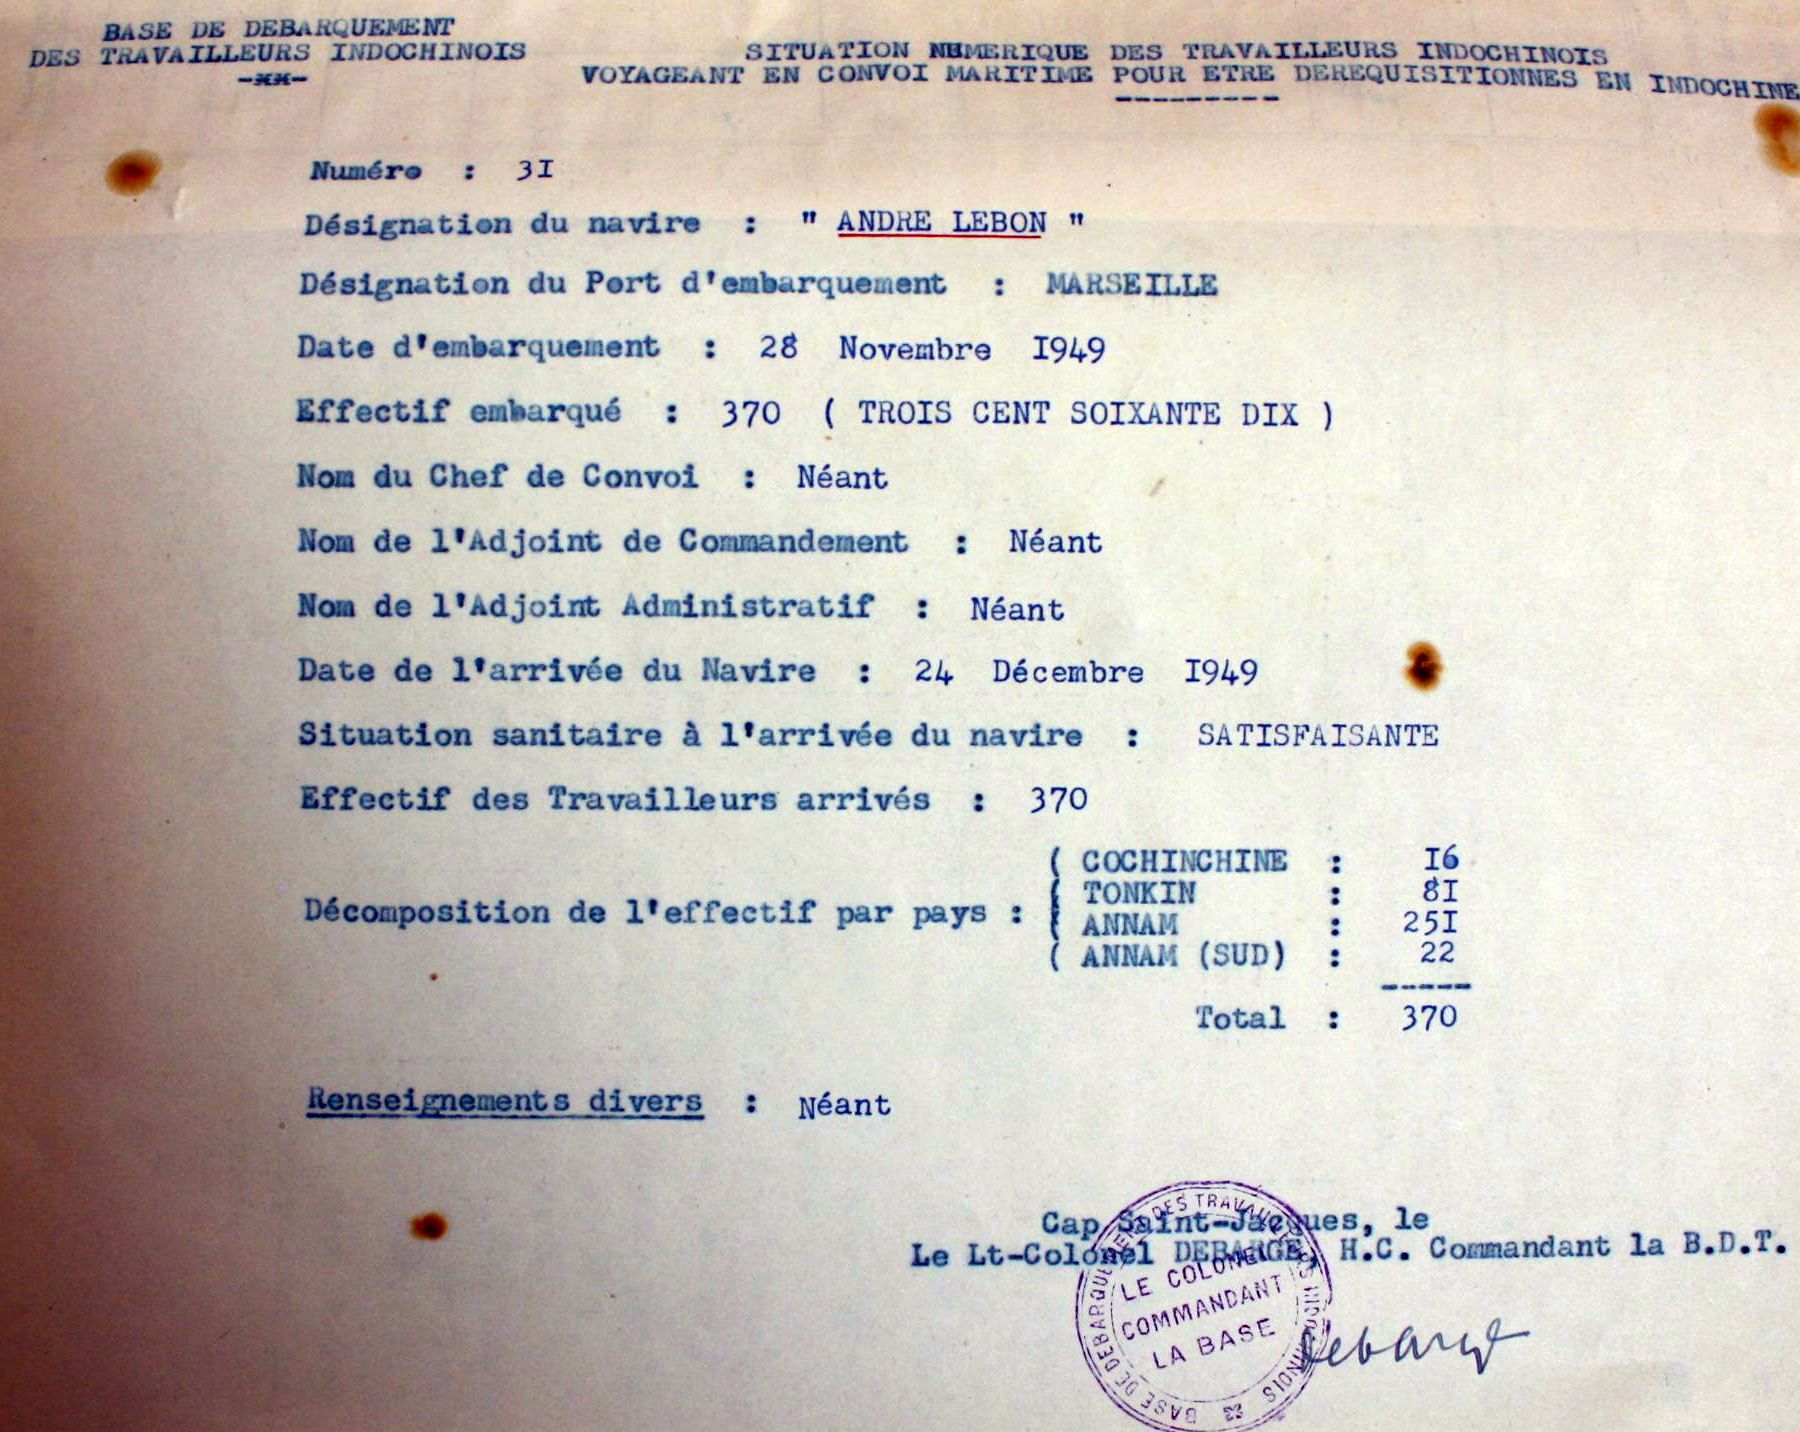 BASE DE DEBARQUEMENT
DES TRAVAILLEURS INDOCHINOIS
SITUATION NUMERIQUE DES TRAVAILLEURS INDOCHINOIS
VOYAGEANT EN CONVOI MARITIME POUR ETRE DEREQUISITIONNES EN INDOCHINE
Numéro : 3I
Désignation du navire : " ANDRE LEBON "
Désignation du Port d'embarquement : MARSEILLE
Date d'embarquement : 28 Novembre I949
Effectif embarqué : 370 ( TROIS CENT SOIXANTE DIX )
Nom du Chef de Convoi : Néant
Nom de l'Adjoint de Commandement : Néant
Nom de l'Adjoint Administratif : Néant
Date de l'arrivée du Navire : 24 Décembre I949
Situation sanitaire à l'arrivée du navire : SATISFAISANTE
Effectif des Travailleurs arrivés : 370
Décomposition de l'effectif par pays :
( COCHINCHINE : I6
( TONKIN : 8I
( ANNAM : 25I
( ANNAM (SUD) : 22
-----
Total : 370
Renseignements divers : Néant
Cap Saint-Jacques, le
Le Lt-Colonel DEBARGE, H.C. Commandant la B.D.T.
BASE DE DEBARQUEMENT DES TRAVAILLEURS INDOCHINOIS
LE COLONEL
COMMANDANT
LA BASE
Debarge